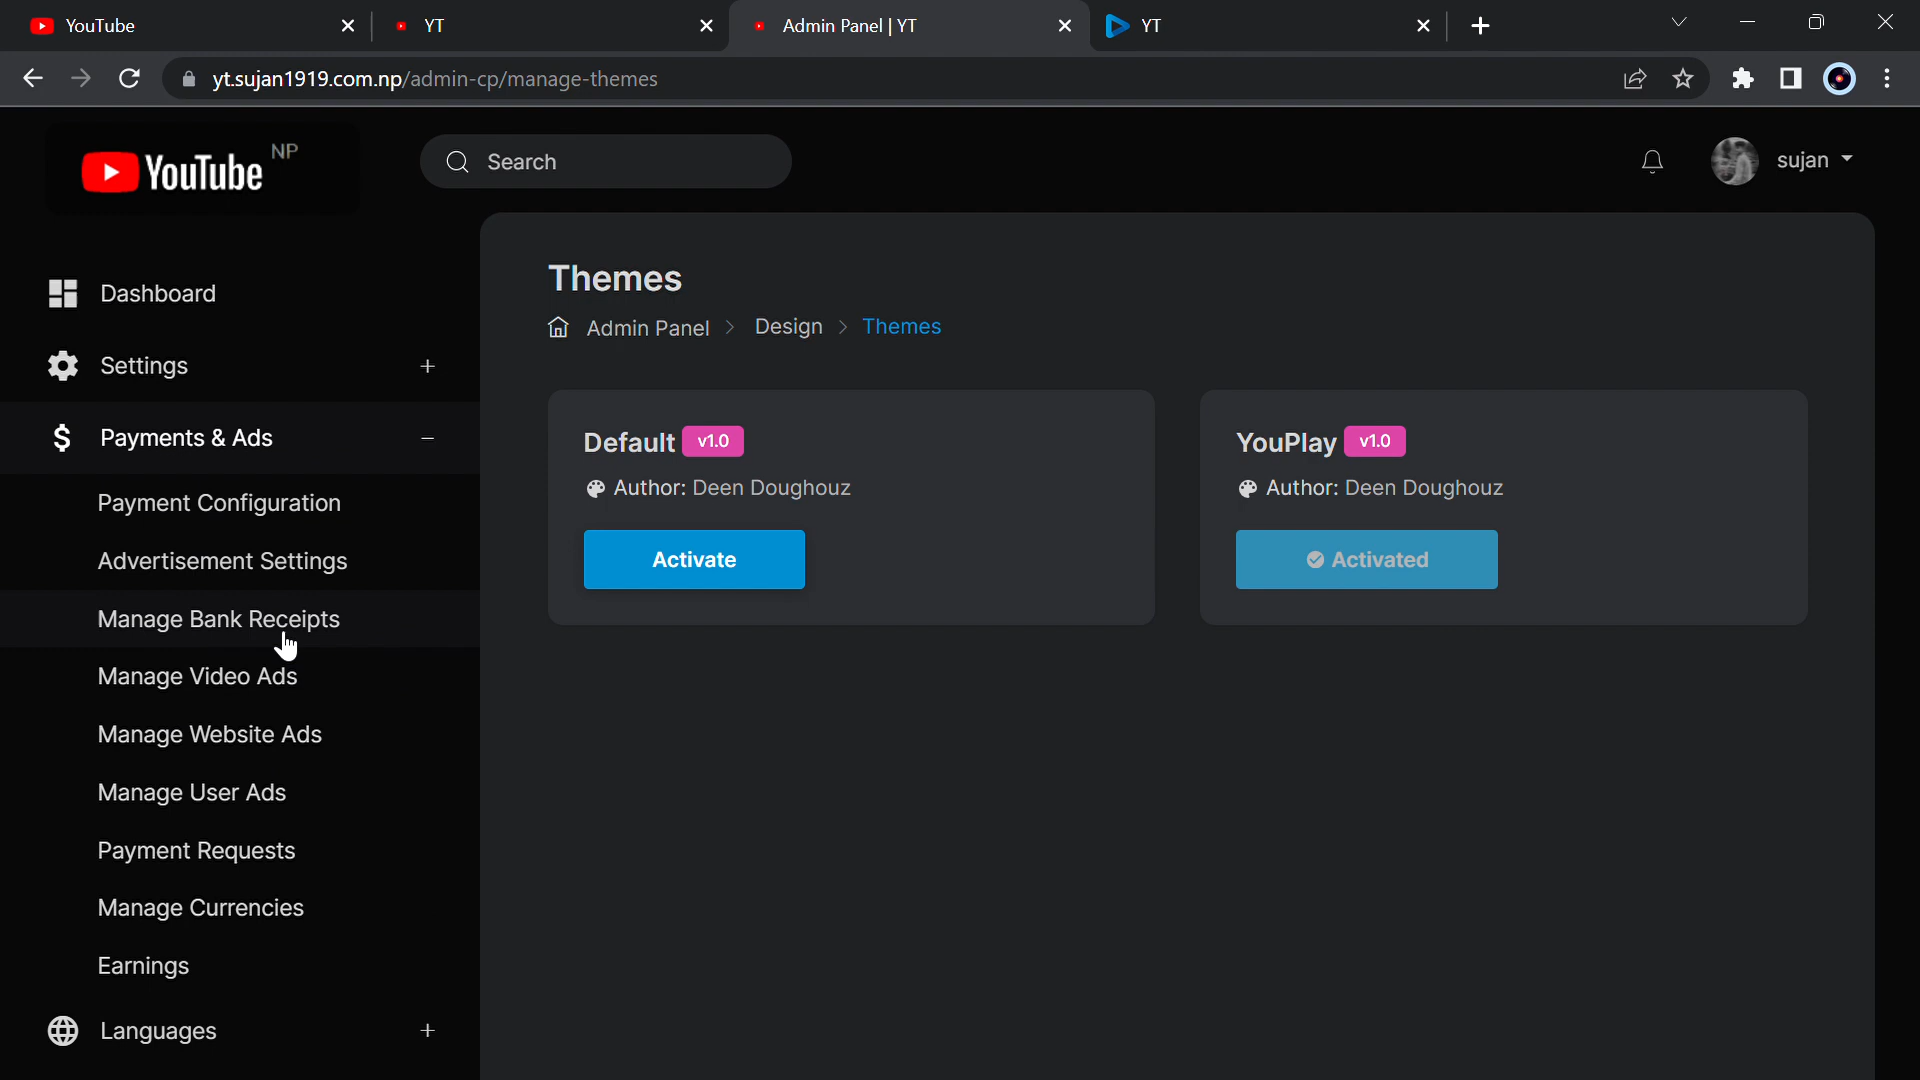 YouTube
YT
Admin Panel | YT
YT
yt.sujan1919.com.np/admin-cp/manage-themes
YouTube NP
Search
sujan
Dashboard
Settings
Payments & Ads
Payment Configuration
Advertisement Settings
Manage Bank Receipts
Manage Video Ads
Manage Website Ads
Manage User Ads
Payment Requests
Manage Currencies
Earnings
Languages
Themes
Admin Panel > Design > Themes
Default v1.0
Author: Deen Doughouz
Activate
YouPlay v1.0
Author: Deen Doughouz
Activated